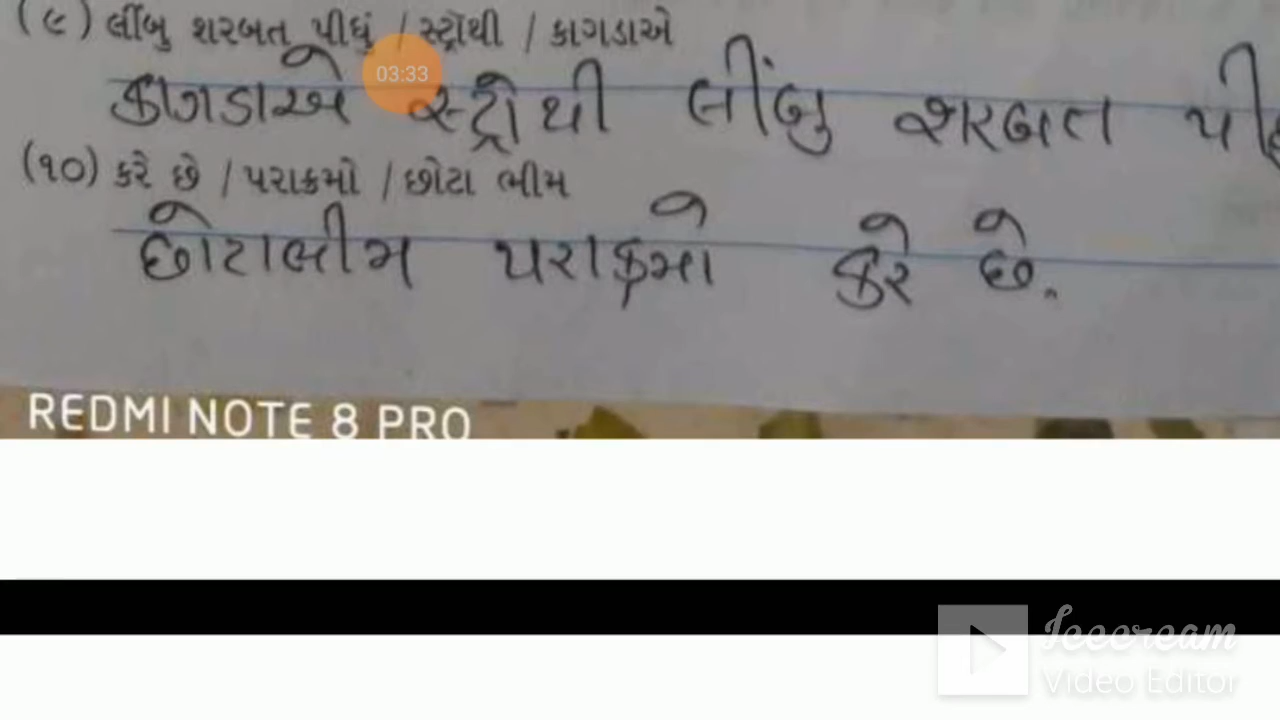 (૯) લીંબુ શરબત પીધું / સ્ટ્રોથી / કાગડાએ
03:33
કાગડાએ સ્ટ્રોથી લીંબુ શરબત
(૧૦) કરે છે / પરાક્રમો / છોટા ભીમ
છોટાભીમ પરાક્રમો કરે છે.
REDMI NOTE 8 PRO
Icecream
Video Editor